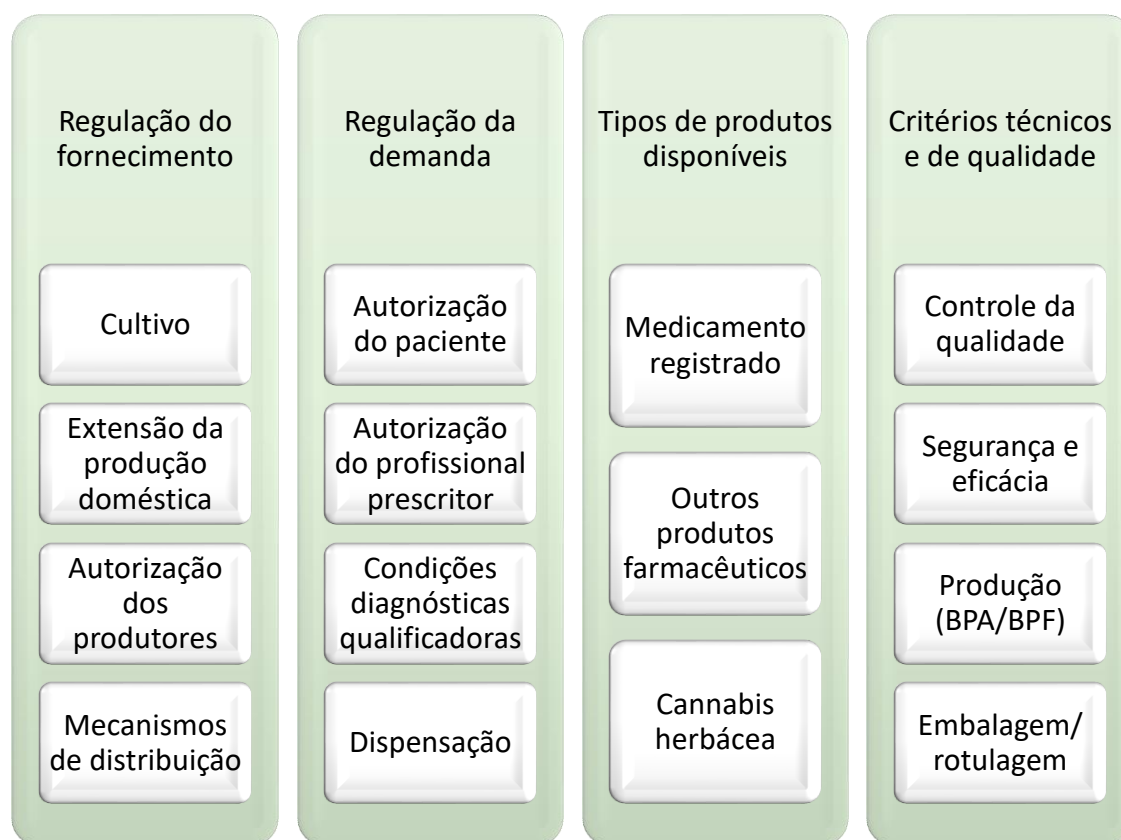 Regulação do
fornecimento
Cultivo
Extensão da
produção
doméstica
Autorização
dos
produtores
Mecanismos
de distribuição
Regulação da
demanda
Autorização
do paciente
Autorização
do profissional
prescritor
Condições
diagnósticas
qualificadoras
Dispensação
Tipos de produtos
disponíveis
Medicamento
registrado
Outros
produtos
farmacêuticos
Cannabis
herbácea
Critérios técnicos
e de qualidade
Controle da
qualidade
Segurança e
eficácia
Produção
(BPA/BPF)
Embalagem/
rotulagem